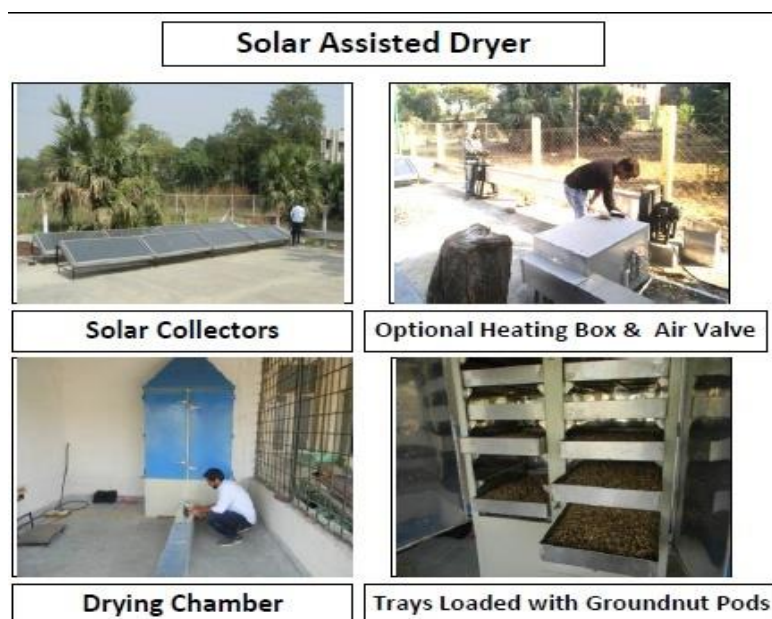 Solar Assisted Dryer
Solar Collectors
Optional Heating Box & Air Valve
Drying Chamber
Trays Loaded with Groundnut Pods